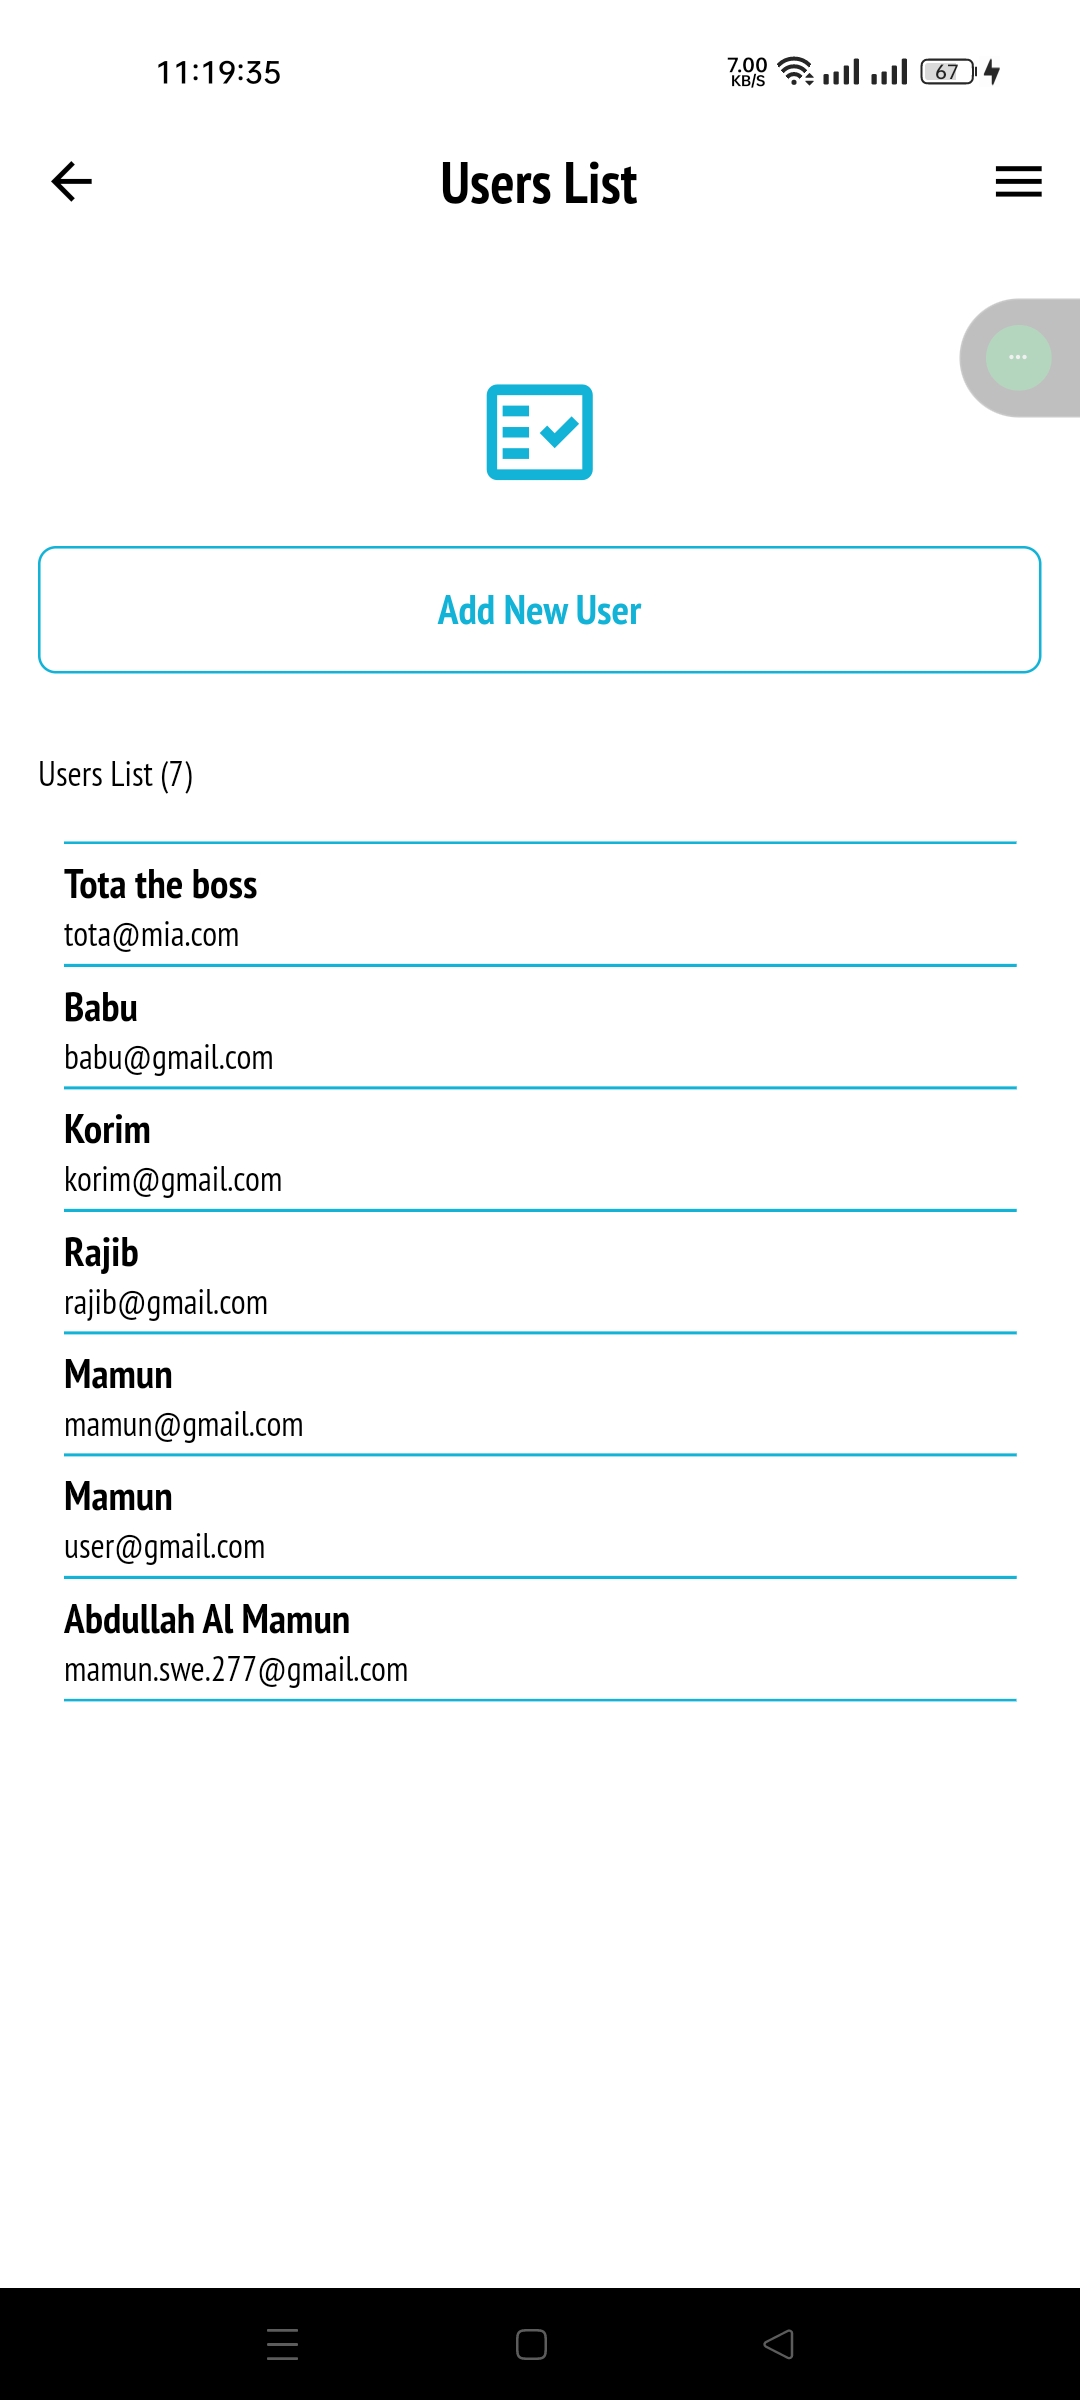 11:19:35
7.00
KB/S
67
Users List
Add New User
Users List (7)
Tota the boss
tota@mia.com
Babu
babu@gmail.com
Korim
korim@gmail.com
Rajib
rajib@gmail.com
Mamun
mamun@gmail.com
Mamun
user@gmail.com
Abdullah Al Mamun
mamun.swe.277@gmail.com